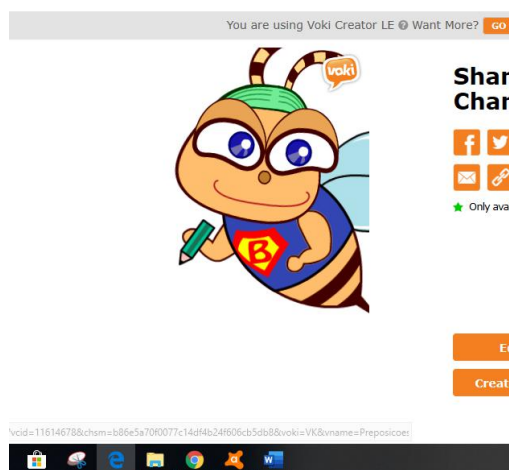 You are using Voki Creator LE ? Want More? GO
voki
Shar
Char
Only ava
B
E
Creat
vcid=11614678&chsm=b86e5a70f0077c14df4b24f606cb5db8&voki=VK&vname=Preposicoes